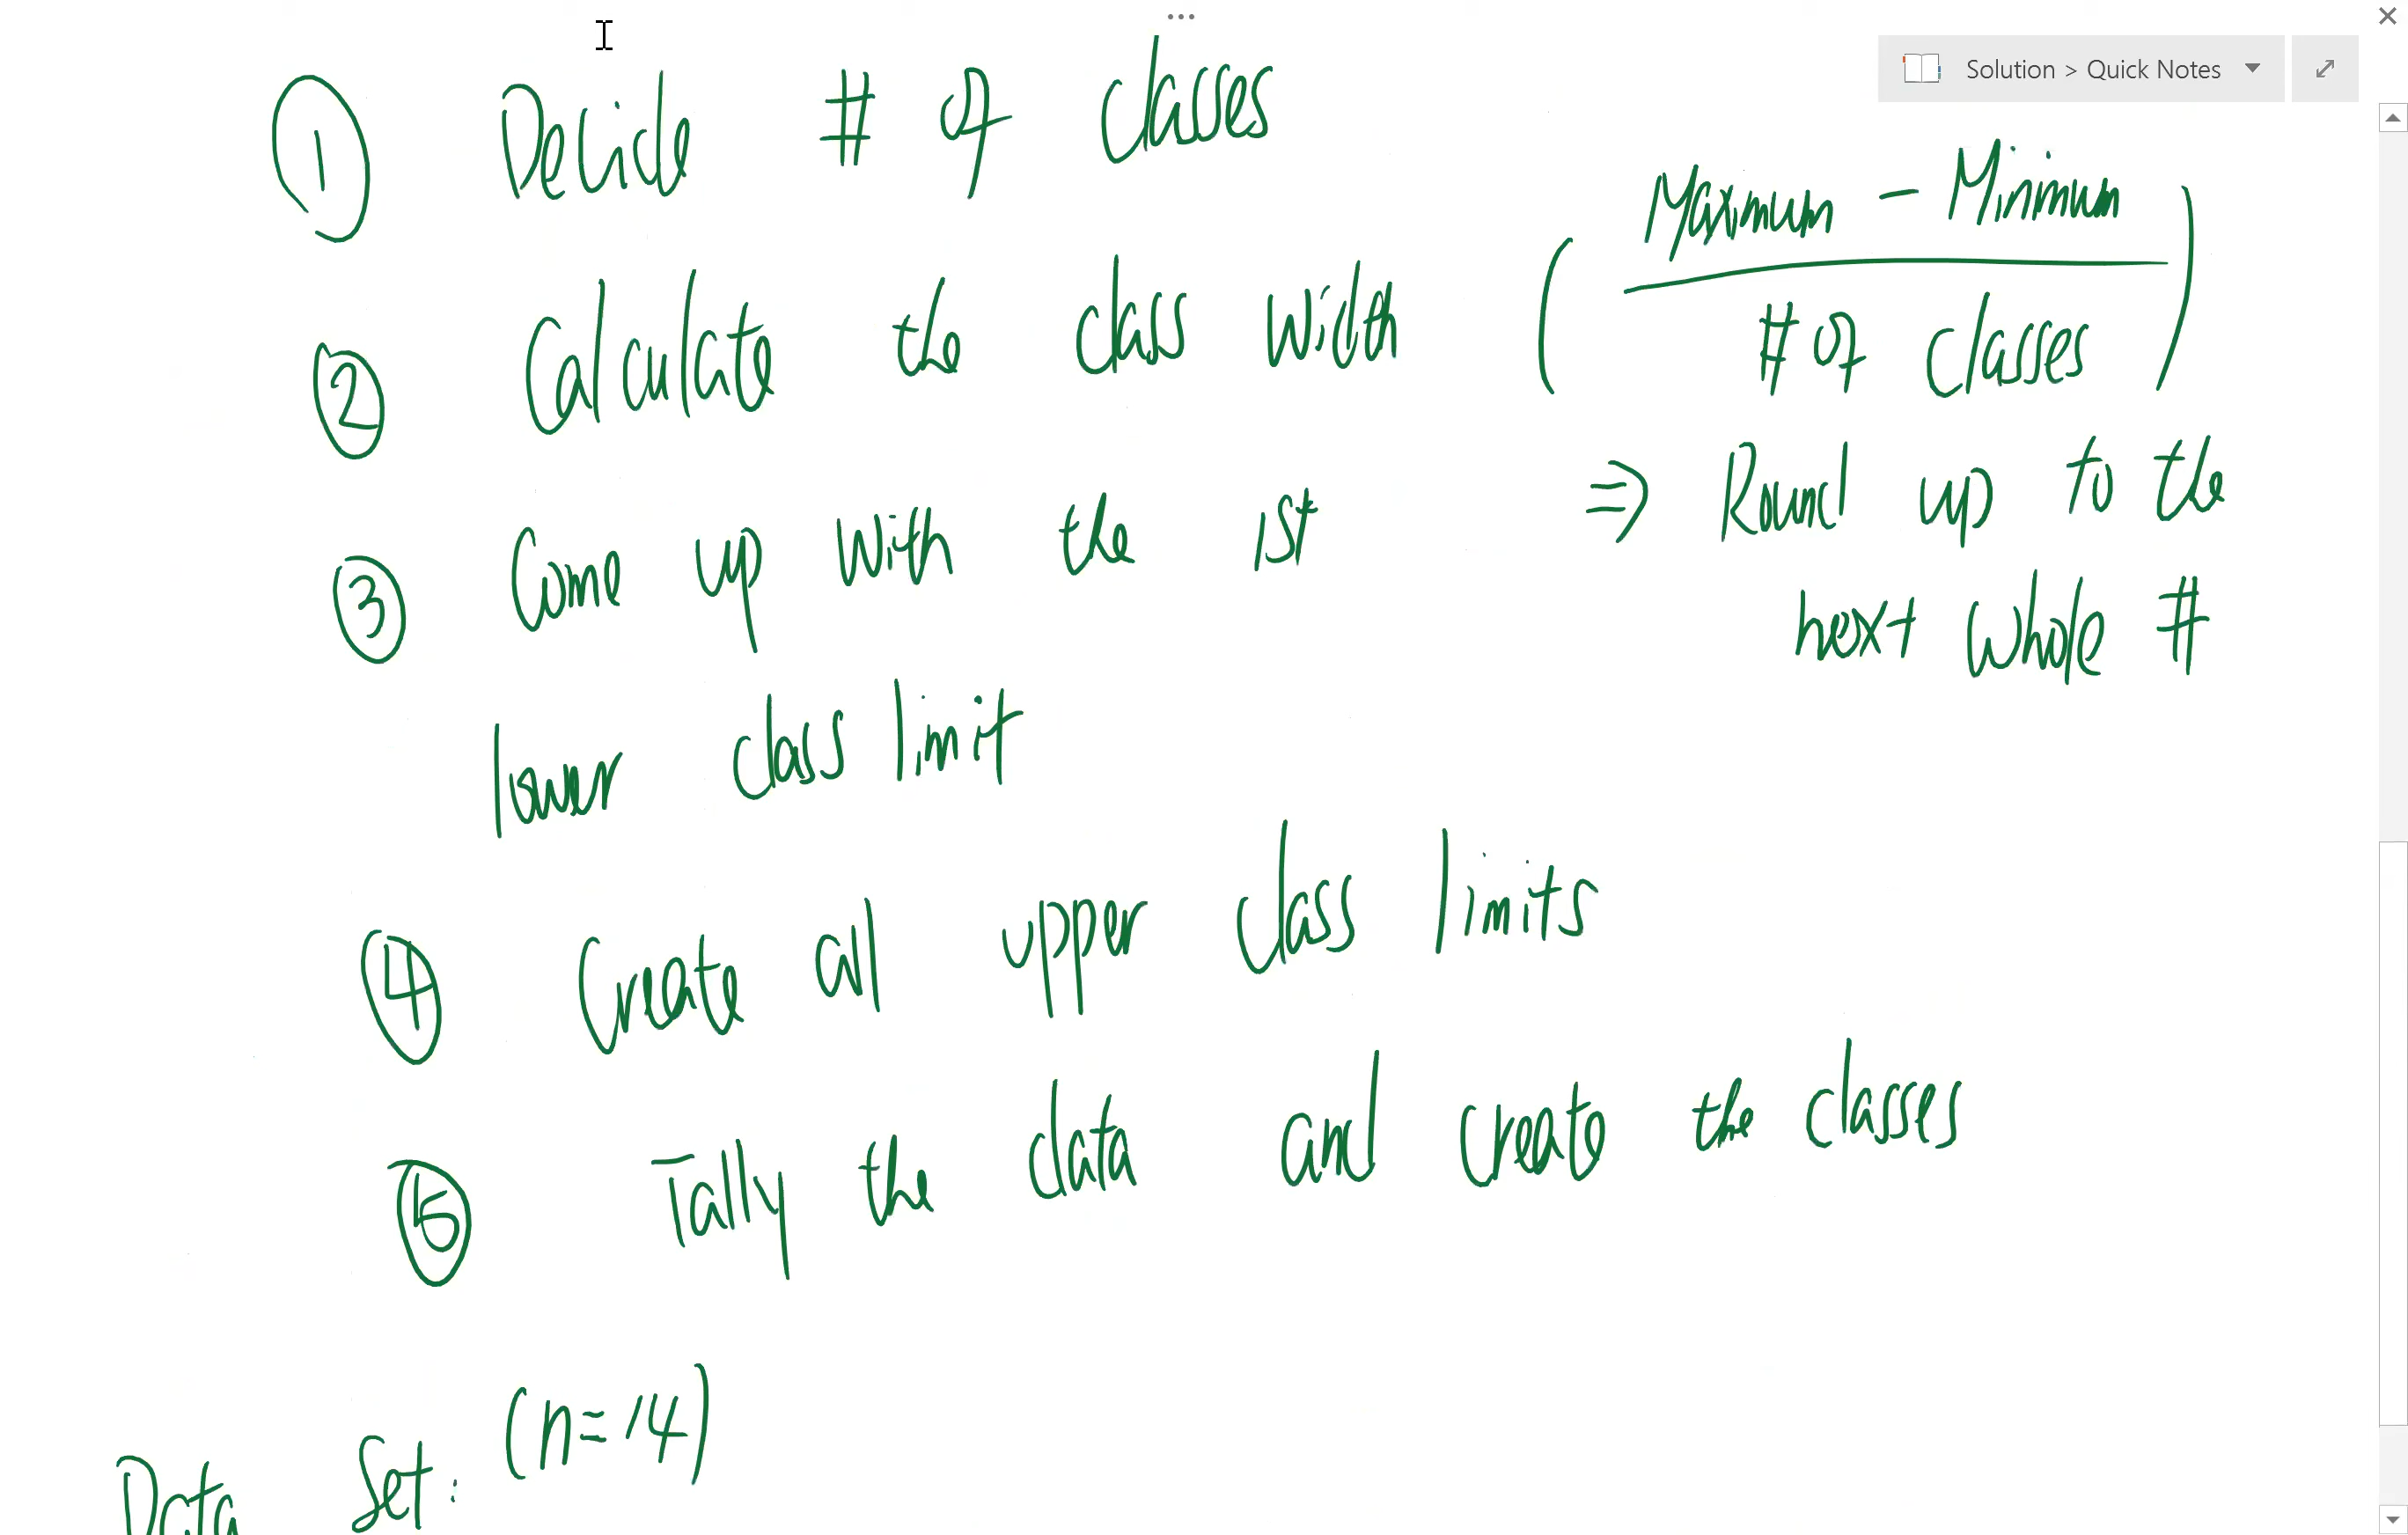 Solution > Quick Notes
① Decide # of classes
② Calculate the class width ( Maximum - Minimum / # of classes )
⇒ Round up to the
next whole #
③ Come up with the 1st
lower class limit
④ Create all upper class limits
⑤ Tally the data and create the classes
Data Set: (n=14)